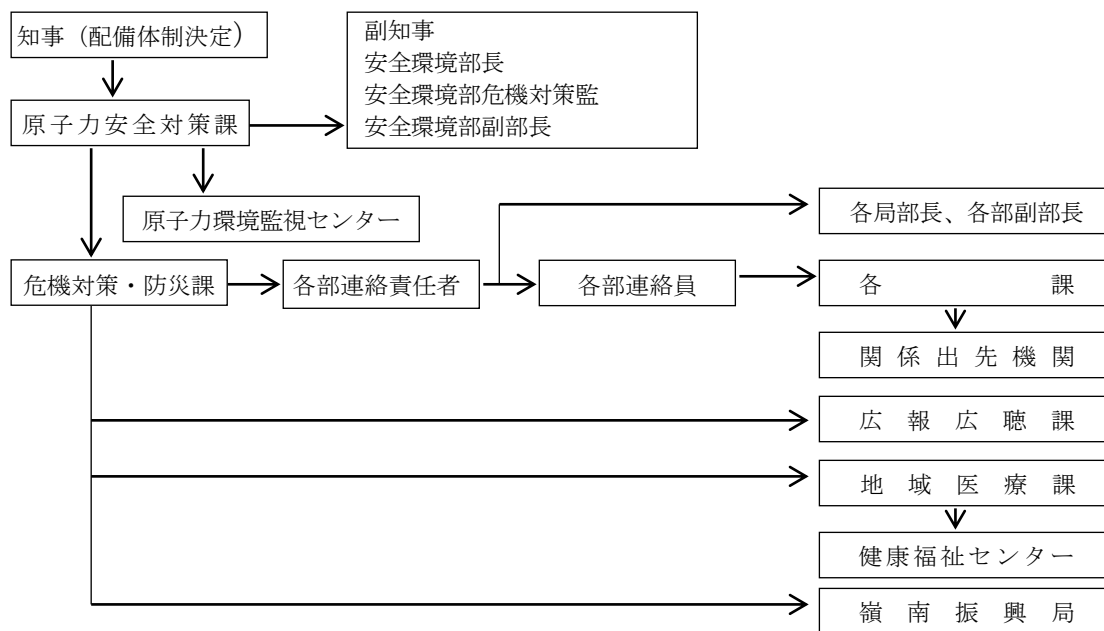 知事（配備体制決定）
副知事
安全環境部長
安全環境部危機対策監
安全環境部副部長
原子力安全対策課
原子力環境監視センター
各局部長、各部副部長
危機対策・防災課
各部連絡責任者
各部連絡員
各課
関係出先機関
広報広聴課
地域医療課
健康福祉センター
嶺南振興局